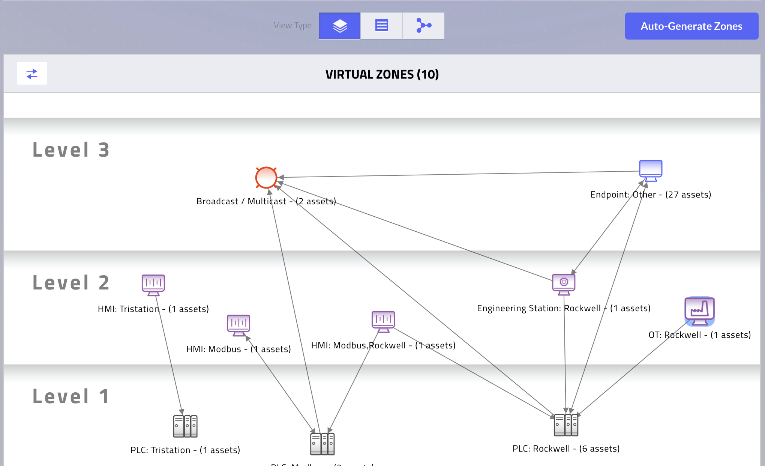 View Type
Auto-Generate Zones
VIRTUAL ZONES (10)
Level 3
Broadcast / Multicast - (2 assets)
Endpoint: Other - (27 assets)
Level 2
HMI: Tristation - (1 assets)
Engineering Station: Rockwell - (1 assets)
OT: Rockwell - (1 assets)
HMI: Modbus - (1 assets)
HMI: Modbus,Rockwell - (1 assets)
Level 1
PLC: Tristation - (1 assets)
PLC: Rockwell - (6 assets)